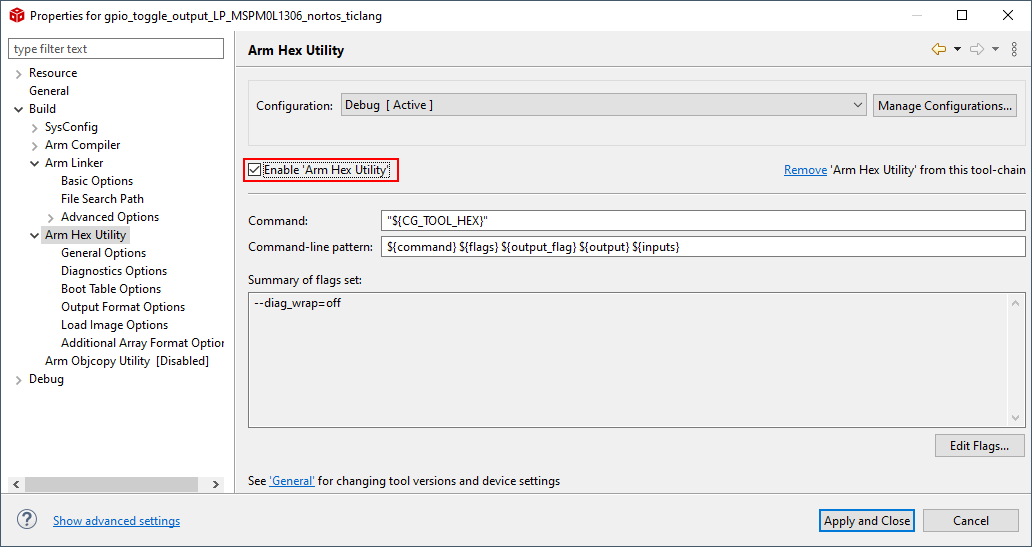 Properties for gpio_toggle_output_LP_MSPM0L1306_nortos_ticlang
type filter text
Resource
General
Build
SysConfig
Arm Compiler
Arm Linker
Basic Options
File Search Path
Advanced Options
Arm Hex Utility
General Options
Diagnostics Options
Boot Table Options
Output Format Options
Load Image Options
Additional Array Format Option
Arm Objcopy Utility [Disabled]
Debug
Arm Hex Utility
Configuration: Debug [ Active ] Manage Configurations...
Enable 'Arm Hex Utility' Remove 'Arm Hex Utility' from this tool-chain
Command: "${CG_TOOL_HEX}"
Command-line pattern: ${command} ${flags} ${output_flag} ${output} ${inputs}
Summary of flags set:
--diag_wrap=off
Edit Flags...
See 'General' for changing tool versions and device settings
? Show advanced settings Apply and Close Cancel